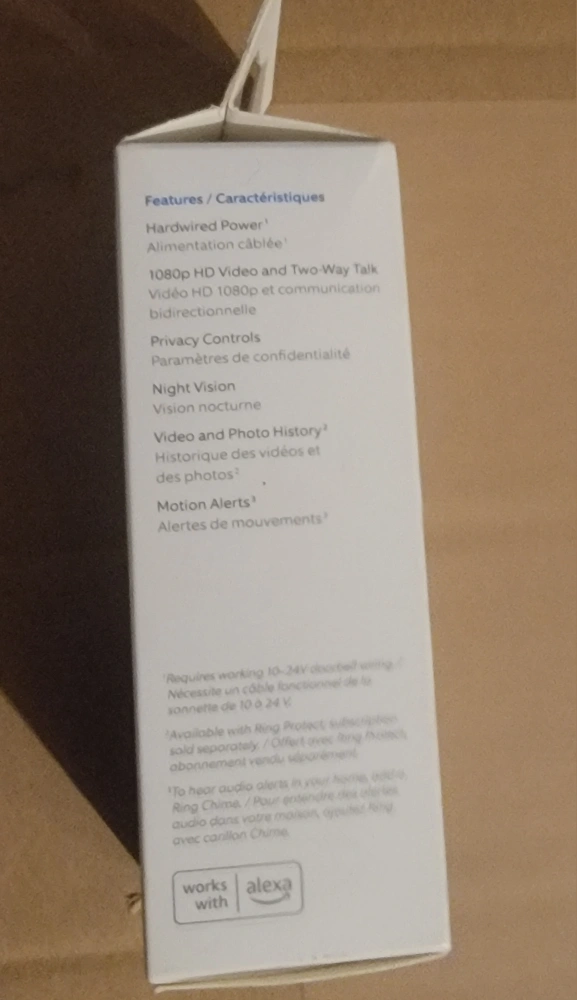 Features / Caractéristiques
Hardwired Power¹
Alimentation câblée¹
1080p HD Video and Two-Way Talk
Vidéo HD 1080p et communication
bidirectionnelle
Privacy Controls
Paramètres de confidentialité
Night Vision
Vision nocturne
Video and Photo History²
Historique des vidéos et
des photos²
Motion Alerts³
Alertes de mouvements³
¹Requires working 10-24V doorbell wiring. /
Nécessite un câble fonctionnel de la
sonnette de 10 à 24 V.
²Available with Ring Protect, subscription
sold separately. / Offert avec Ring Protect,
abonnement vendu séparément.
³To hear audio alerts in your home, add a
Ring Chime. / Pour entendre des alertes
audio dans votre maison, ajoutez Ring
avec carillon Chime.
works
with
alexa